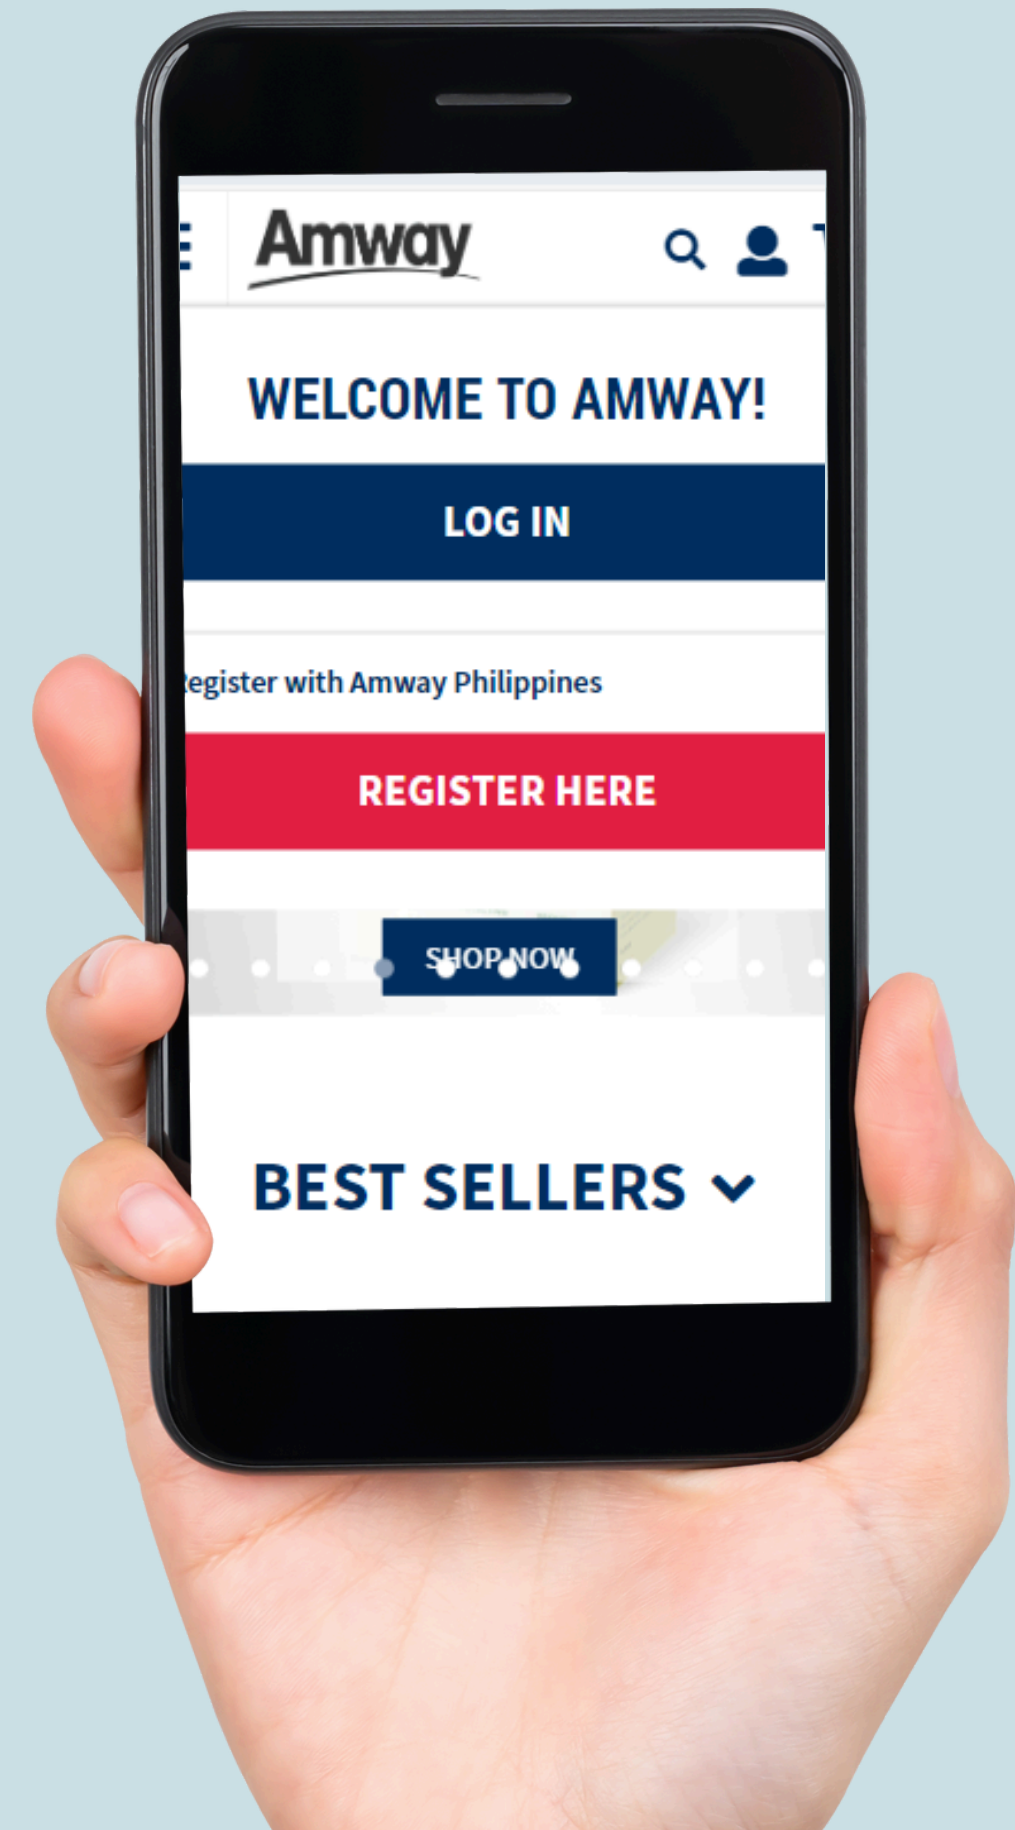 Amway
WELCOME TO AMWAY!
LOG IN
egister with Amway Philippines
REGISTER HERE
SHOP NOW
BEST SELLERS